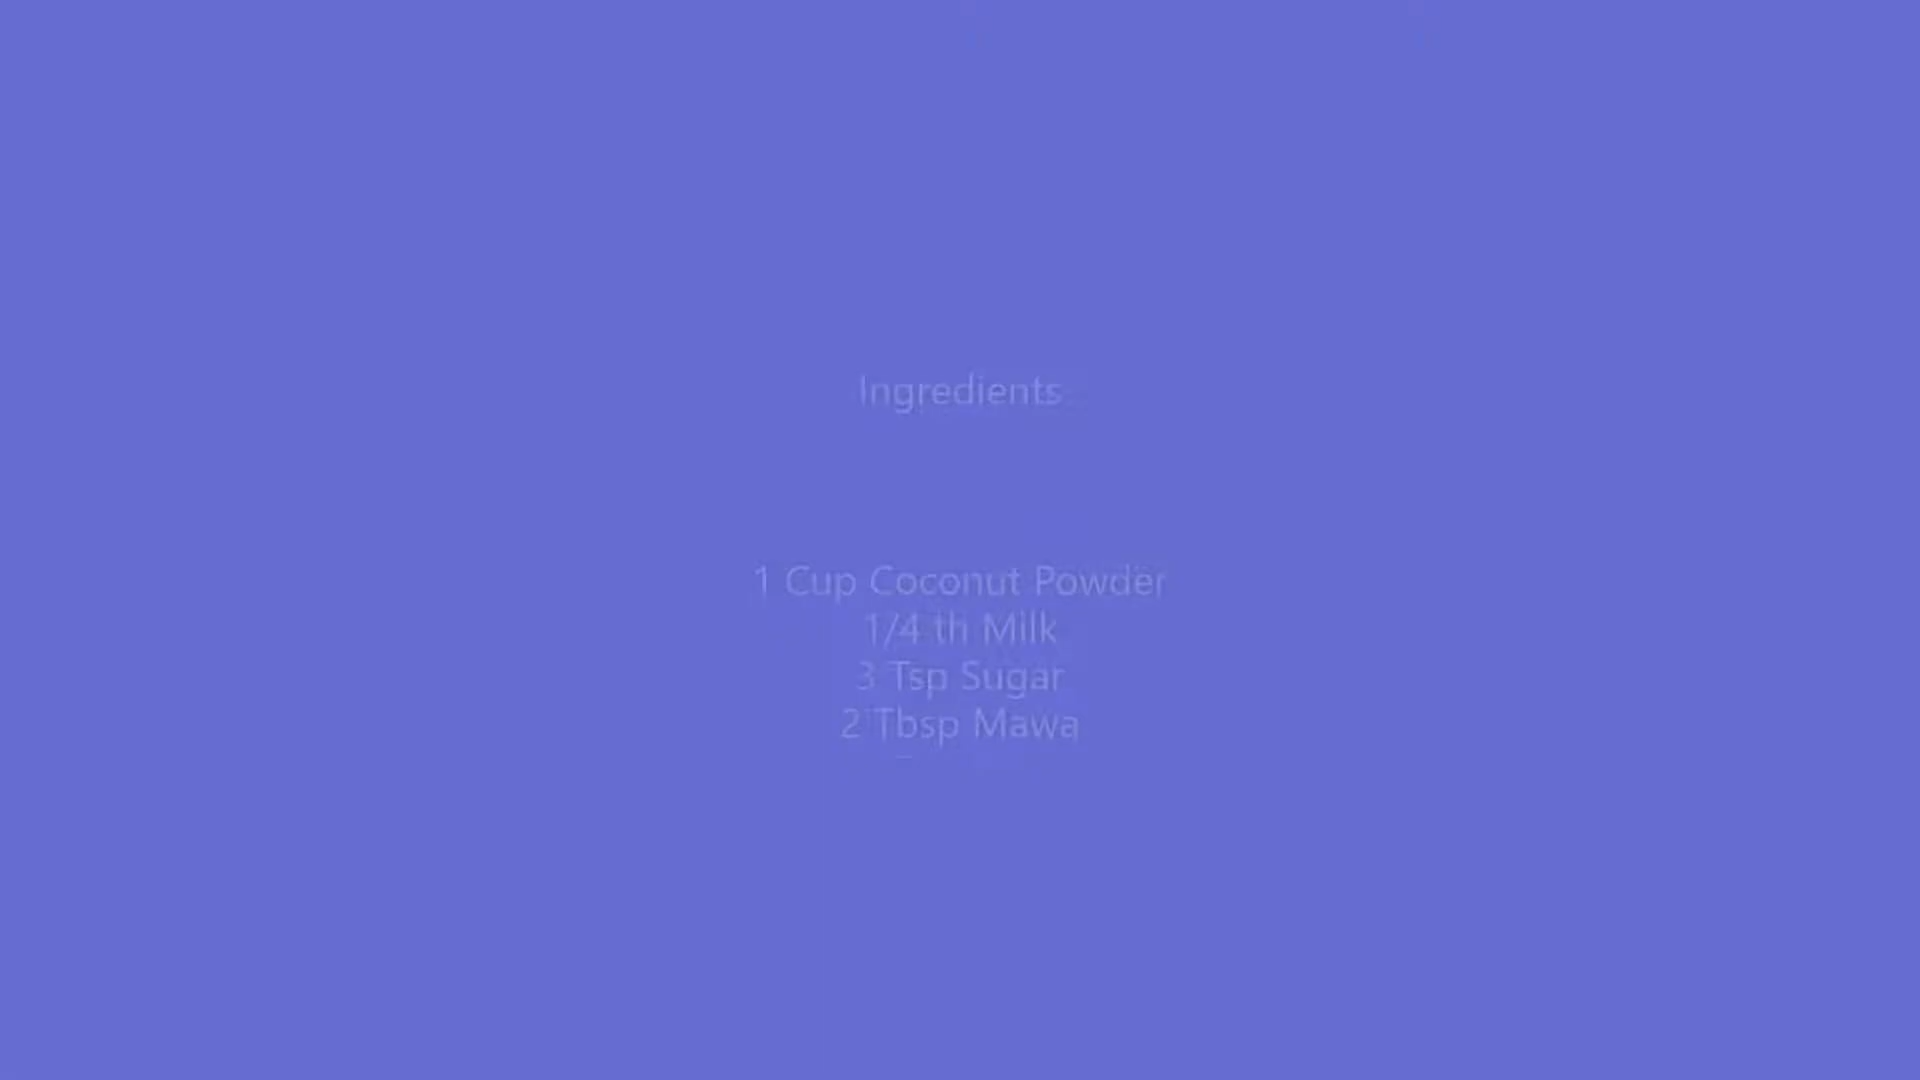 Ingredients
1 Cup Coconut Powder
1/4 th Milk
3 Tsp Sugar
2 Tbsp Mawa